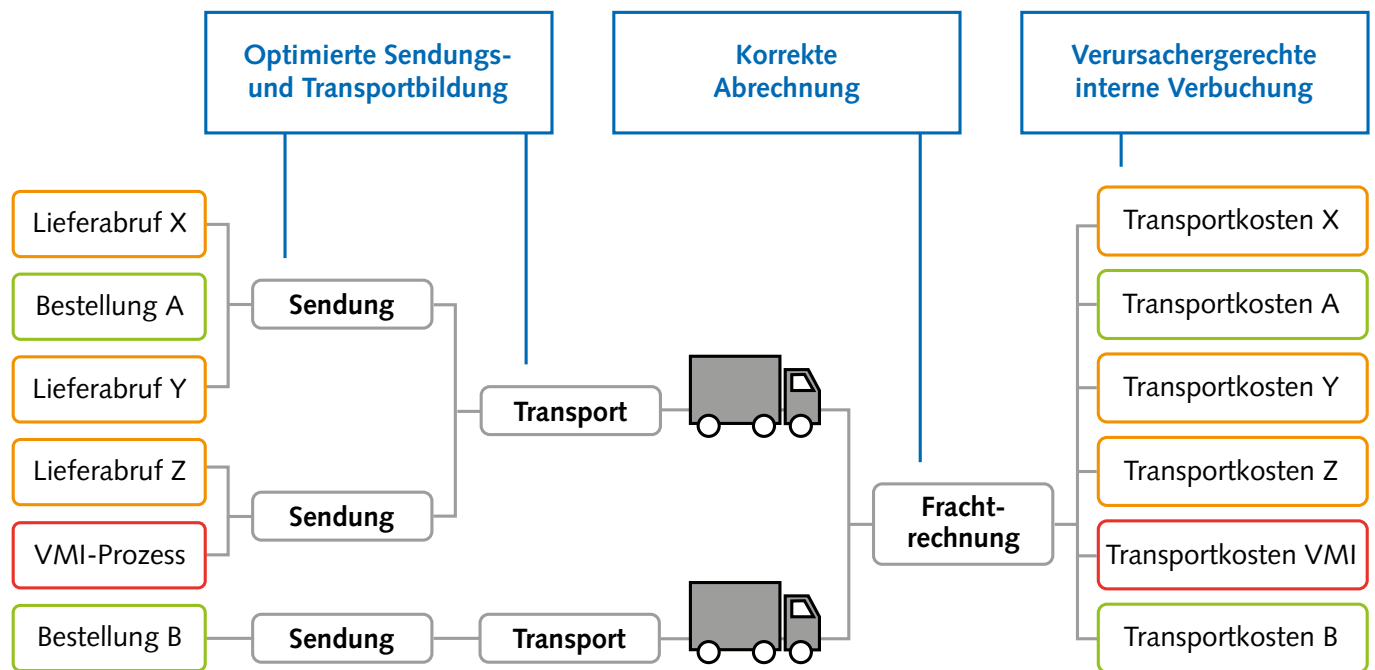 Optimierte Sendungs-
und Transportbildung
Korrekte
Abrechnung
Verursachergerechte
interne Verbuchung
Lieferabruf X
Bestellung A
Lieferabruf Y
Lieferabruf Z
VMI-Prozess
Bestellung B
Sendung
Sendung
Sendung
Transport
Transport
Fracht-
rechnung
Transportkosten X
Transportkosten A
Transportkosten Y
Transportkosten Z
Transportkosten VMI
Transportkosten B